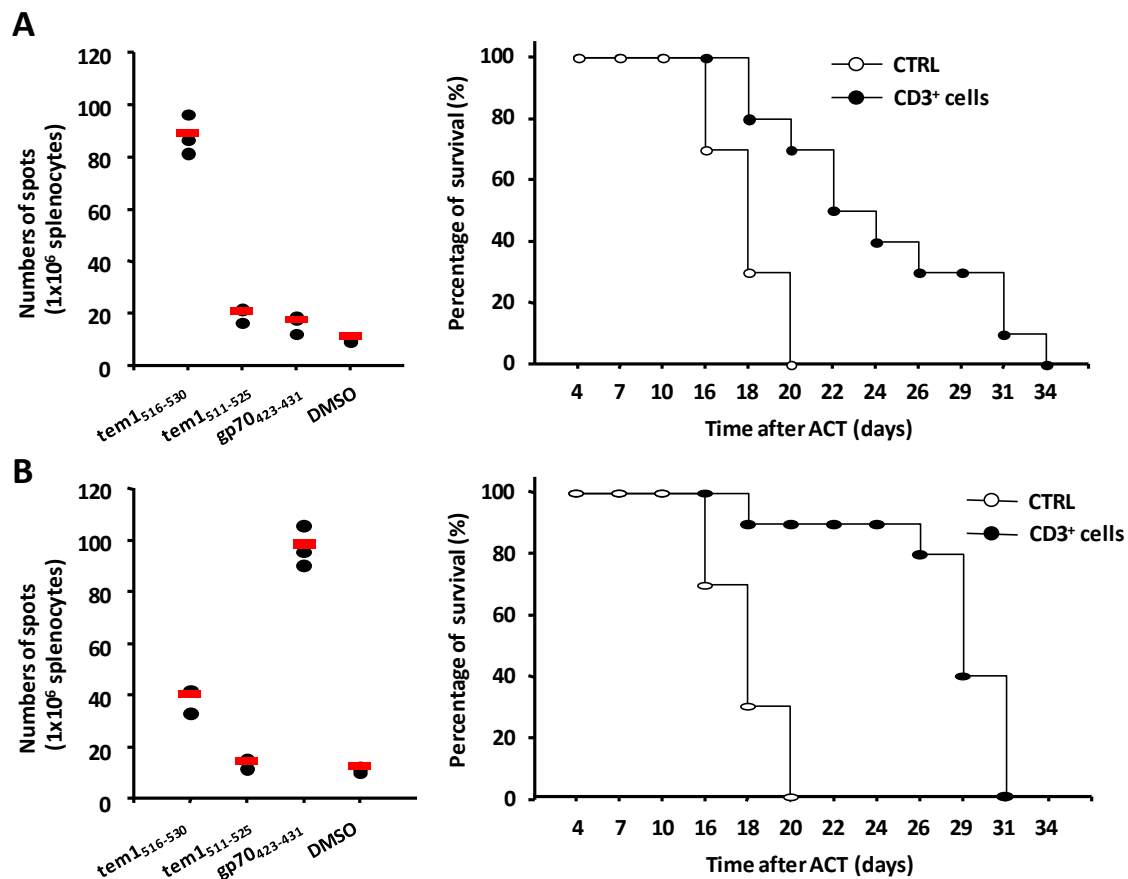 A
Numbers of spots
(1x10⁶ splenocytes)
120
100
80
60
40
20
0
tem1₅₁₆₋₅₃₀
tem1₅₁₁₋₅₂₅
gp70₄₂₃₋₄₃₁
DMSO
Percentage of survival (%)
100
80
60
40
20
0
CTRL
CD3⁺ cells
4 7 10 16 18 20 22 24 26 29 31 34
Time after ACT (days)
B
Numbers of spots
(1x10⁶ splenocytes)
120
100
80
60
40
20
0
tem1₅₁₆₋₅₃₀
tem1₅₁₁₋₅₂₅
gp70₄₂₃₋₄₃₁
DMSO
Percentage of survival (%)
100
80
60
40
20
0
CTRL
CD3⁺ cells
4 7 10 16 18 20 22 24 26 29 31 34
Time after ACT (days)